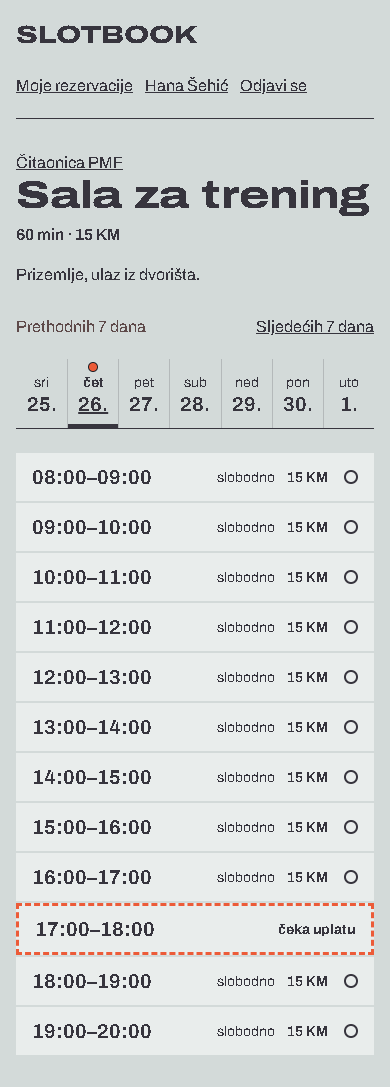 SLOTBOOK
Moje rezervacije Hana Šehić Odjavi se
Čitaonica PMF
Sala za trening
60 min · 15 KM
Prizemlje, ulaz iz dvorišta.
Prethodnih 7 dana Sljedećih 7 dana
sri čet pet sub ned pon uto
25. 26. 27. 28. 29. 30. 1.
08:00–09:00 slobodno 15 KM
09:00–10:00 slobodno 15 KM
10:00–11:00 slobodno 15 KM
11:00–12:00 slobodno 15 KM
12:00–13:00 slobodno 15 KM
13:00–14:00 slobodno 15 KM
14:00–15:00 slobodno 15 KM
15:00–16:00 slobodno 15 KM
16:00–17:00 slobodno 15 KM
17:00–18:00 čeka uplatu
18:00–19:00 slobodno 15 KM
19:00–20:00 slobodno 15 KM